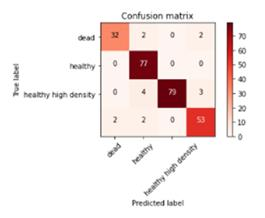 Confusion matrix
dead
healthy
healthy high density
True label
32 2 0 2
0 77 0 0
0 4 79 3
2 2 0 53
70
60
50
40
30
20
10
0
dead
healthy
healthy high density
Predicted label